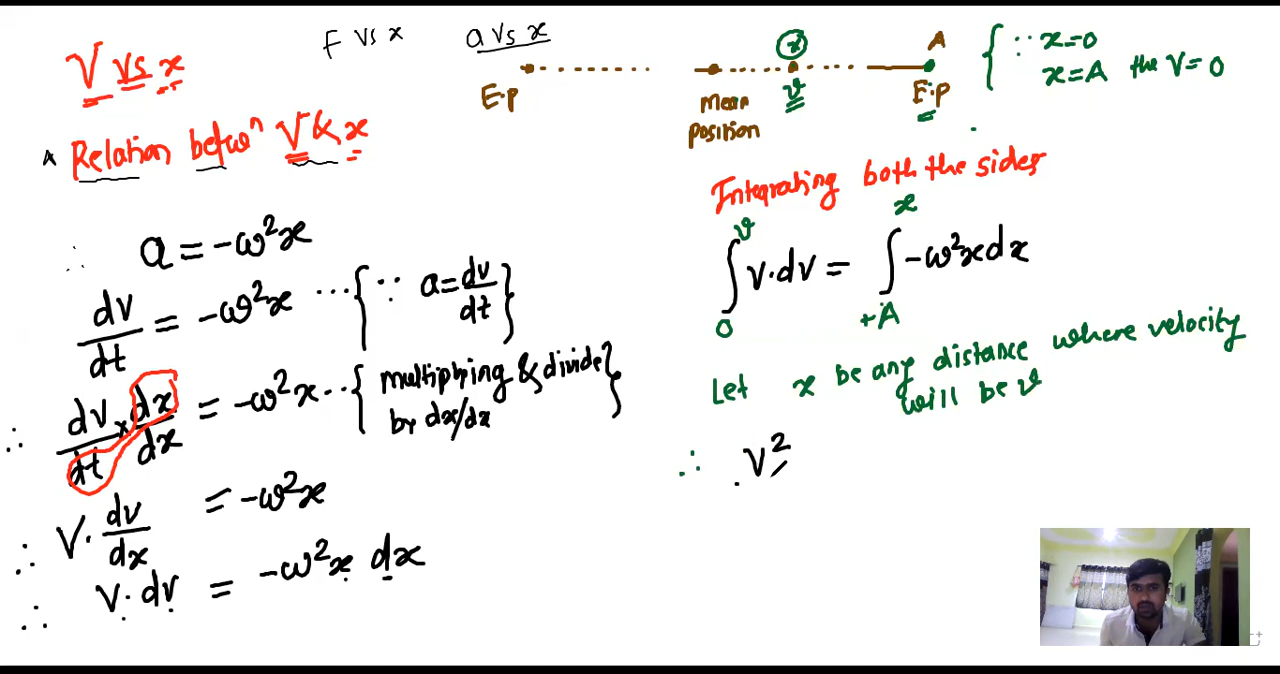 V vs x
F vs x
a vs x
E.p
mean
position
x
v
A
E.p
{ ∵ x=0
x=A the V=0
Relation betwⁿ V & x
∴ a = -ω²x
dv/dt = -ω²x ... { ∵ a = dv/dt }
∴ dv/dt × dx/dx = -ω²x .. { multiplying & divide by dx/dx }
∴ V. dv/dx = -ω²x
∴ V. dv = -ω²x dx
Integrating both the sides
∫₀ᵛ V.dv = ∫₊ₐˣ -ω²x dx
Let x be any distance where velocity
will be v
∴ V²